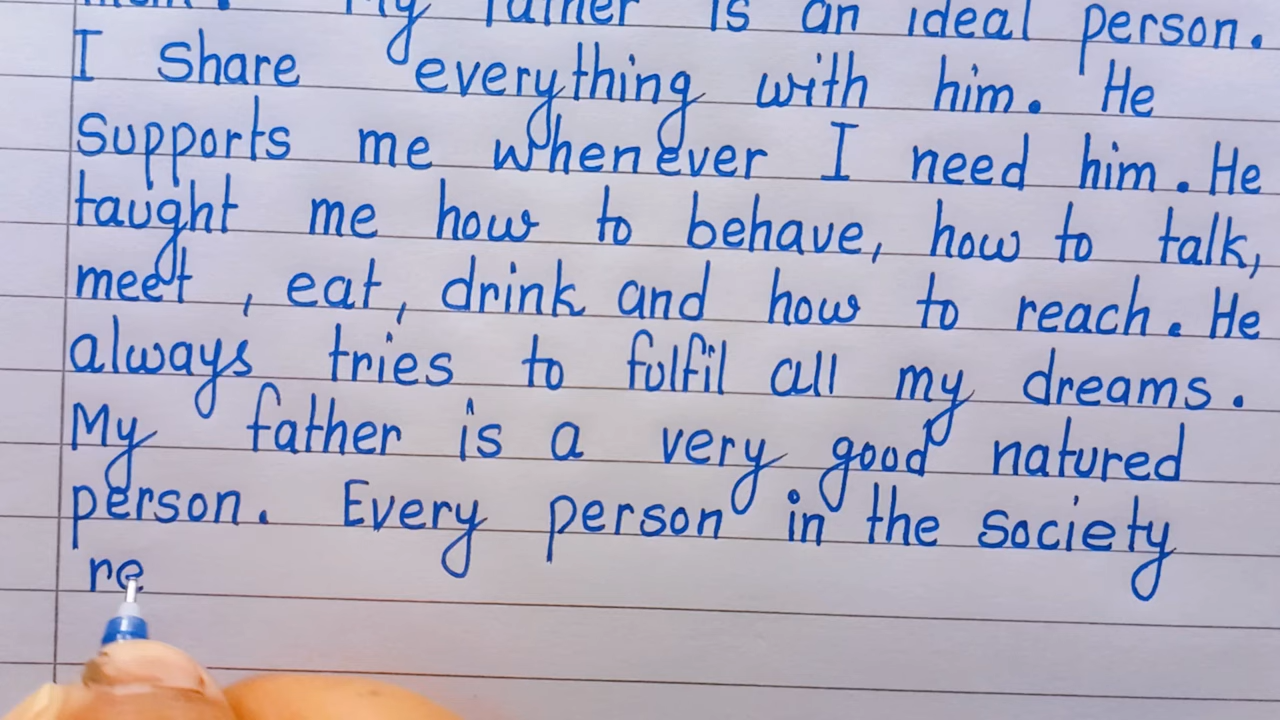 My father is an ideal person.
I share everything with him. He
supports me whenever I need him. He
taught me how to behave, how to talk,
meet , eat, drink and how to reach. He
always tries to fulfil all my dreams.
My father is a very good natured
person. Every person in the society
re